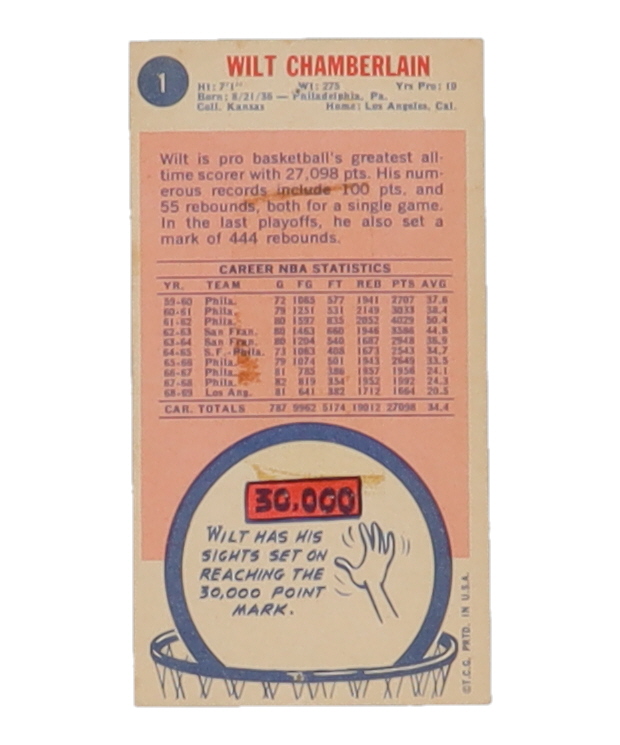 1
WILT CHAMBERLAIN
Ht: 7'1" Wt: 275 Yrs Pro: 10
Born: 8/21/36 — Philadelphia, Pa.
Coll. Kansas Home: Los Angeles, Cal.
Wilt is pro basketball's greatest all-
time scorer with 27,098 pts. His num-
erous records include 100 pts, and
55 rebounds, both for a single game.
In the last playoffs, he also set a
mark of 444 rebounds.
CAREER NBA STATISTICS
YR. TEAM G FG FT REB PTS AVG
59-60 Phila. 72 1065 577 1941 2707 37.6
60-61 Phila. 79 1251 531 2149 3033 38.4
61-62 Phila. 80 1597 835 2052 4029 50.4
62-63 San Fran. 80 1463 660 1946 3586 44.8
63-64 San Fran. 80 1204 540 1687 2948 36.9
64-65 S.F.-Phila. 73 1063 408 1673 2543 34.7
65-66 Phila. 79 1074 501 1943 2649 33.5
66-67 Phila. 81 785 386 1957 1956 24.1
67-68 Phila. 82 819 354 1952 1992 24.3
68-69 Los Ang. 81 641 382 1712 1664 20.5
CAR. TOTALS 787 9962 5174 19012 27098 34.4
30,000
WILT HAS HIS
SIGHTS SET ON
REACHING THE
30,000 POINT
MARK.
©T.C.G. PRTD. IN U.S.A.